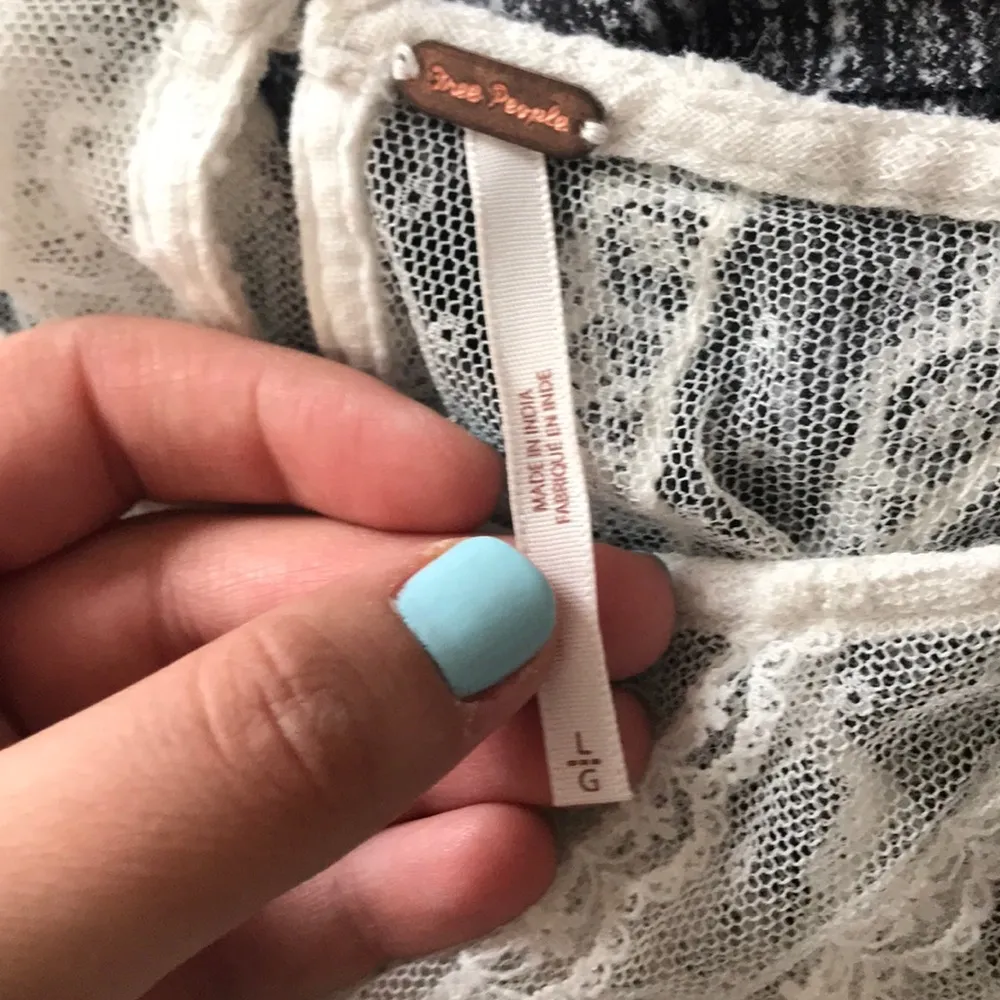 Free People
MADE IN INDIA
FABRIQUE EN INDE
L
G